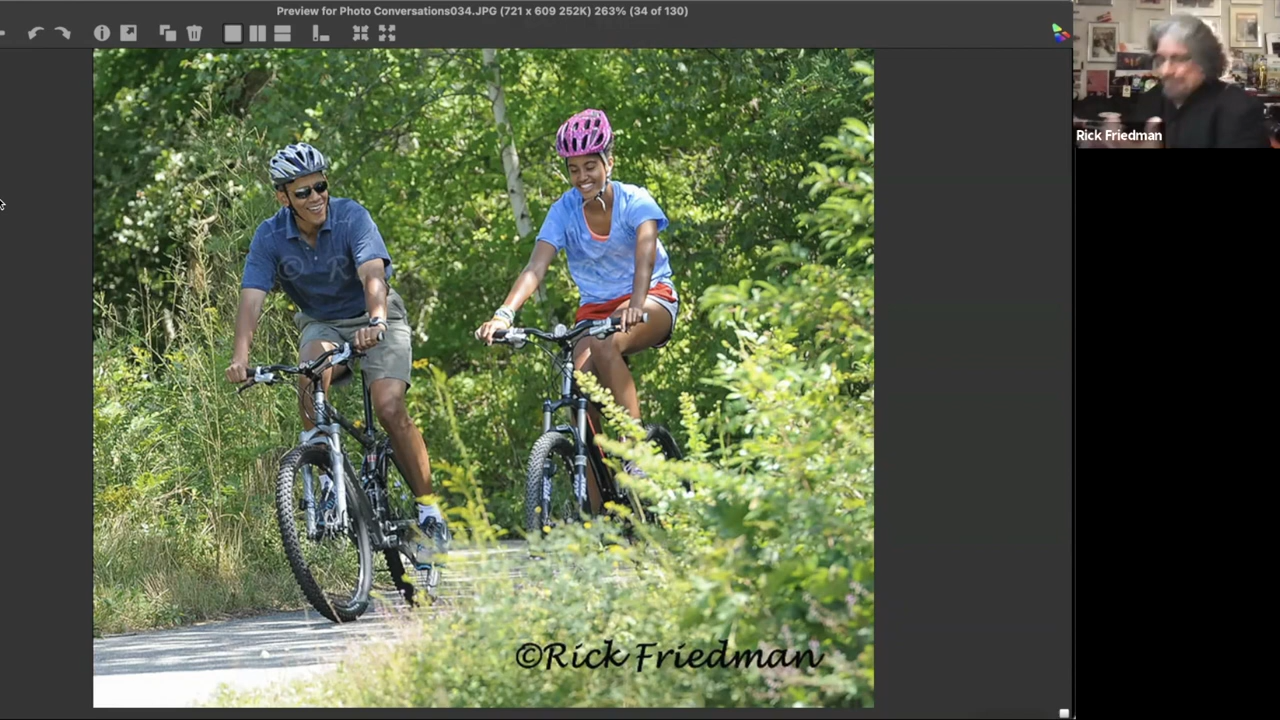 Preview for Photo Conversations034.JPG (721 x 609 252K) 263% (34 of 130)
Rick Friedman
©Rick Friedman